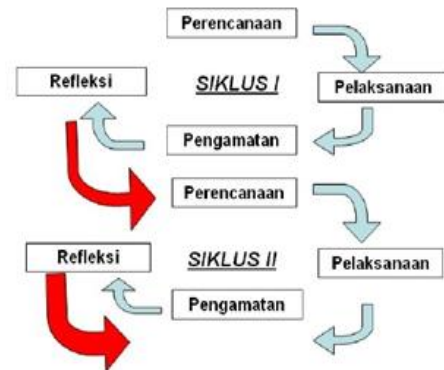 Perencanaan
Refleksi
SIKLUS I
Pelaksanaan
Pengamatan
Perencanaan
Refleksi
SIKLUS II
Pelaksanaan
Pengamatan